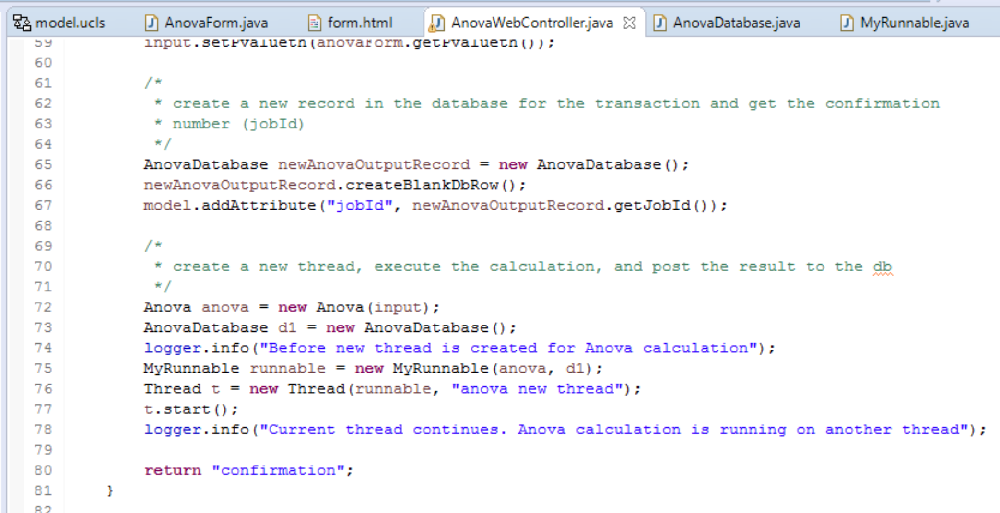 model.ucls AnovaForm.java form.html AnovaWebController.java AnovaDatabase.java MyRunnable.java
59 input.setPvalueth(anovaForm.getPvalueth());
60
61 /*
62 * create a new record in the database for the transaction and get the confirmation
63 * number (jobId)
64 */
65 AnovaDatabase newAnovaOutputRecord = new AnovaDatabase();
66 newAnovaOutputRecord.createBlankDbRow();
67 model.addAttribute("jobId", newAnovaOutputRecord.getJobId());
68
69 /*
70 * create a new thread, execute the calculation, and post the result to the db
71 */
72 Anova anova = new Anova(input);
73 AnovaDatabase d1 = new AnovaDatabase();
74 logger.info("Before new thread is created for Anova calculation");
75 MyRunnable runnable = new MyRunnable(anova, d1);
76 Thread t = new Thread(runnable, "anova new thread");
77 t.start();
78 logger.info("Current thread continues. Anova calculation is running on another thread");
79
80 return "confirmation";
81 }
82